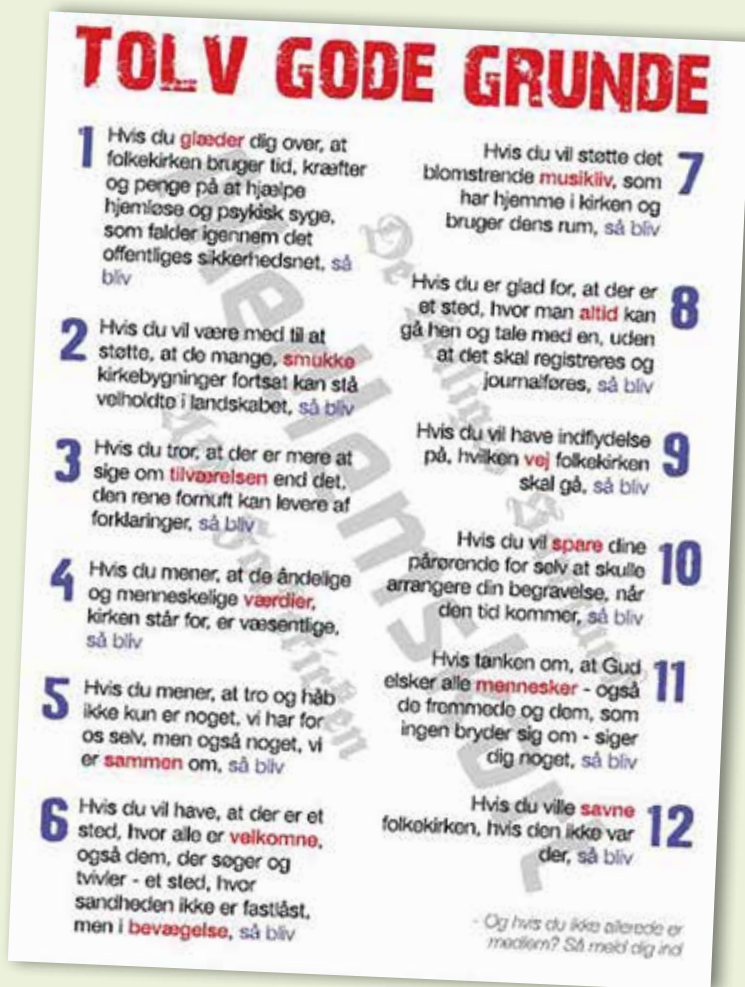 TOLV GODE GRUNDE
1
Hvis du glæder dig over, at
folkekirken bruger tid, kræfter
og penge på at hjælpe
hjemløse og psykisk syge,
som falder igennem det
offentliges sikkerhedsnet, så
bliv
2
Hvis du vil være med til at
støtte, at de mange, smukke
kirkebygninger fortsat kan stå
velholdte i landskabet, så bliv
3
Hvis du tror, at der er mere at
sige om tilværelsen end det,
den rene fornuft kan levere af
forklaringer, så bliv
4
Hvis du mener, at de åndelige
og menneskelige værdier,
kirken står for, er væsentlige,
så bliv
5
Hvis du mener, at tro og håb
ikke kun er noget, vi har for
os selv, men også noget, vi
er sammen om, så bliv
6
Hvis du vil have, at der er et
sted, hvor alle er velkomne,
også dem, der søger og
tvivler - et sted, hvor
sandheden ikke er fastlåst,
men i bevægelse, så bliv
Hvis du vil støtte det
blomstrende musikliv, som
har hjemme i kirken og
bruger dens rum, så bliv
7
Hvis du er glad for, at der er
et sted, hvor man altid kan
gå hen og tale med en, uden
at det skal registreres og
journalføres, så bliv
8
Hvis du vil have indflydelse
på, hvilken vej folkekirken
skal gå, så bliv
9
Hvis du vil spare dine
pårørende for selv at skulle
arrangere din begravelse, når
den tid kommer, så bliv
10
Hvis tanken om, at Gud
elsker alle mennesker - også
de fremmede og dem, som
ingen bryder sig om - siger
dig noget, så bliv
11
Hvis du ville savne
folkekirken, hvis den ikke var
der, så bliv
12
- Og hvis du ikke allerede er
medlem? Så meld dig ind